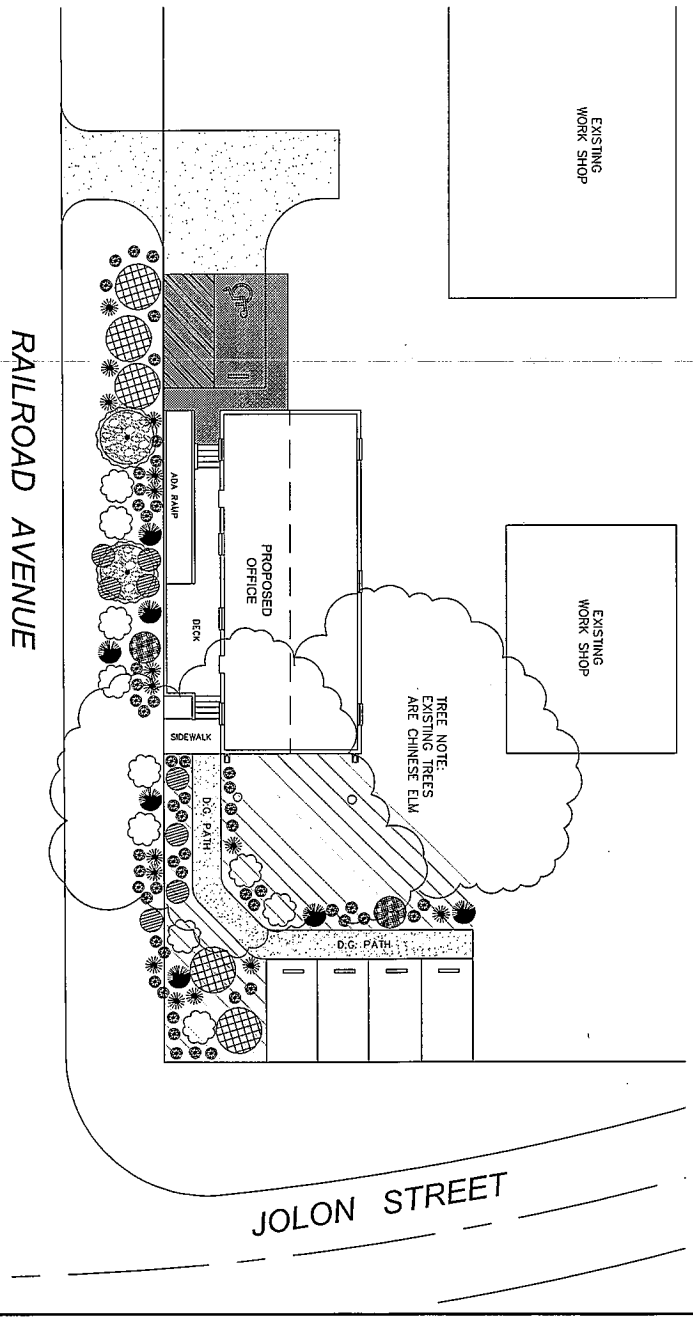 EXISTING
WORK SHOP
EXISTING
WORK SHOP
TREE NOTE:
EXISTING TREES
ARE CHINESE ELM
PROPOSED
OFFICE
ADA RAMP
DECK
SIDEWALK
D.G. PATH
D.G. PATH
RAILROAD AVENUE
JOLON STREET